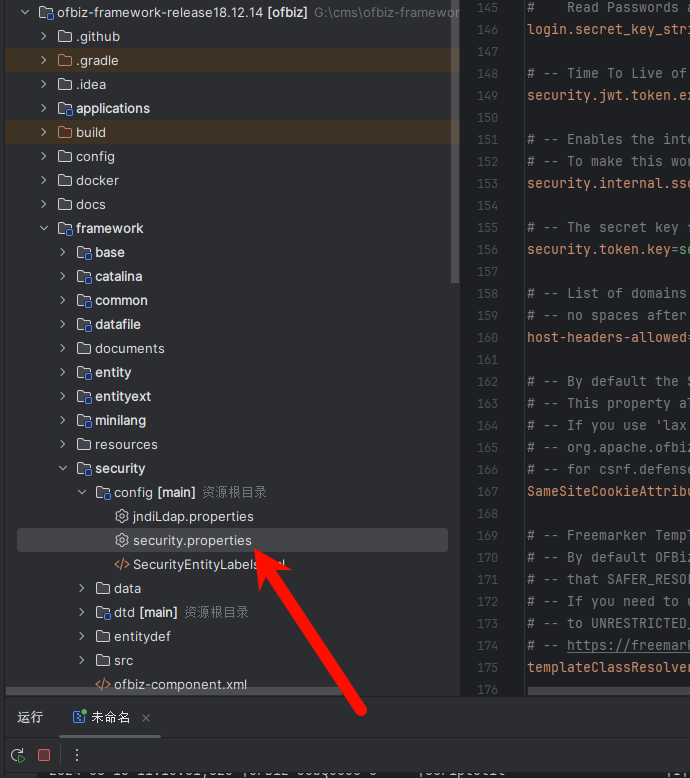 ofbiz-framework-release18.12.14 [ofbiz] G:\cms\ofbiz-framework
.github
.gradle
.idea
applications
build
config
docker
docs
framework
base
catalina
common
datafile
documents
entity
entityext
minilang
resources
security
config [main] 资源根目录
jndiLdap.properties
security.properties
SecurityEntityLabels
data
dtd [main] 资源根目录
entitydef
src
ofbiz-component.xml
145 # Read Passwords
146 login.secret_key_stri
147
148 # -- Time To Live of
149 security.jwt.token.ex
150
151 # -- Enables the inte
152 # -- To make this wor
153 security.internal.sso
154
155 # -- The secret key
156 security.token.key=se
157
158 # -- List of domains
159 # -- no spaces after
160 host-headers-allowed=
161
162 # -- By default the S
163 # -- This property al
164 # -- If you use 'lax
165 # -- org.apache.ofbiz
166 # -- for csrf.defense
167 SameSiteCookieAttribu
168
169 # -- Freemarker Templ
170 # -- By default OFBiz
171 # -- that SAFER_RESOL
172 # -- If you need to u
173 # -- to UNRESTRICTED_
174 # -- https://freemark
175 templateClassResolver
176
运行 未命名